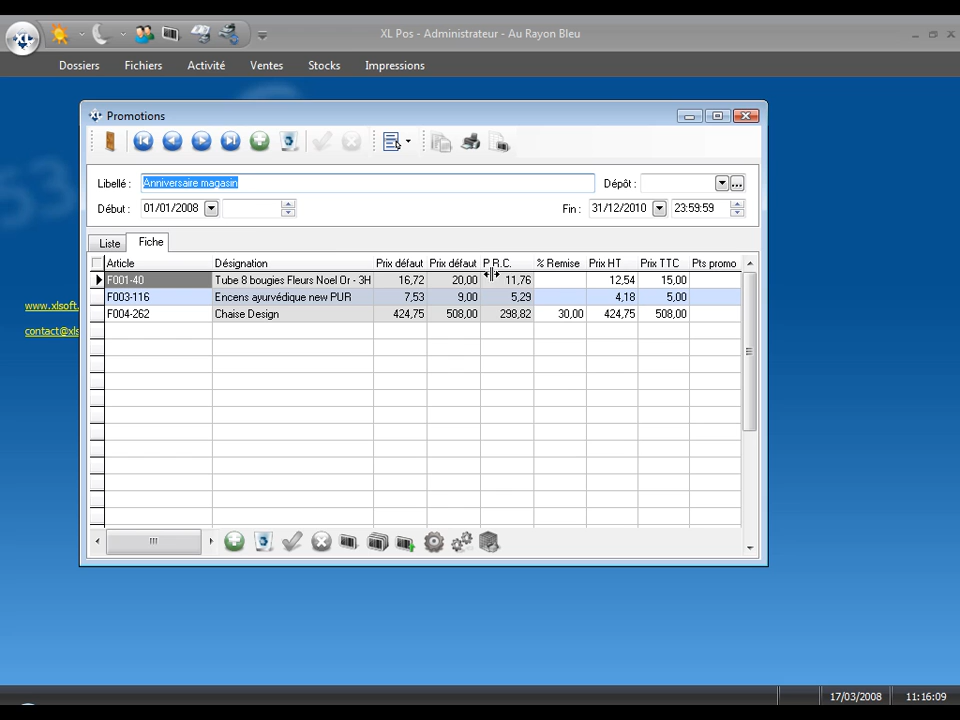 XL Pos - Administrateur - Au Rayon Bleu
Dossiers Fichiers Activité Ventes Stocks Impressions
Promotions
Libellé : Anniversaire magasin Dépôt :
Début : 01/01/2008 Fin : 31/12/2010 23:59:59
Liste Fiche
Article Désignation Prix défaut Prix défaut P.R.C. % Remise Prix HT Prix TTC Pts promo
F001-40 Tube 8 bougies Fleurs Noel Or - 3H 16,72 20,00 11,76 12,54 15,00
F003-116 Encens ayurvédique new PUR 7,53 9,00 5,29 4,18 5,00
F004-262 Chaise Design 424,75 508,00 298,82 30,00 424,75 508,00
www.xlsoft.
contact@xls
17/03/2008 11:16:09